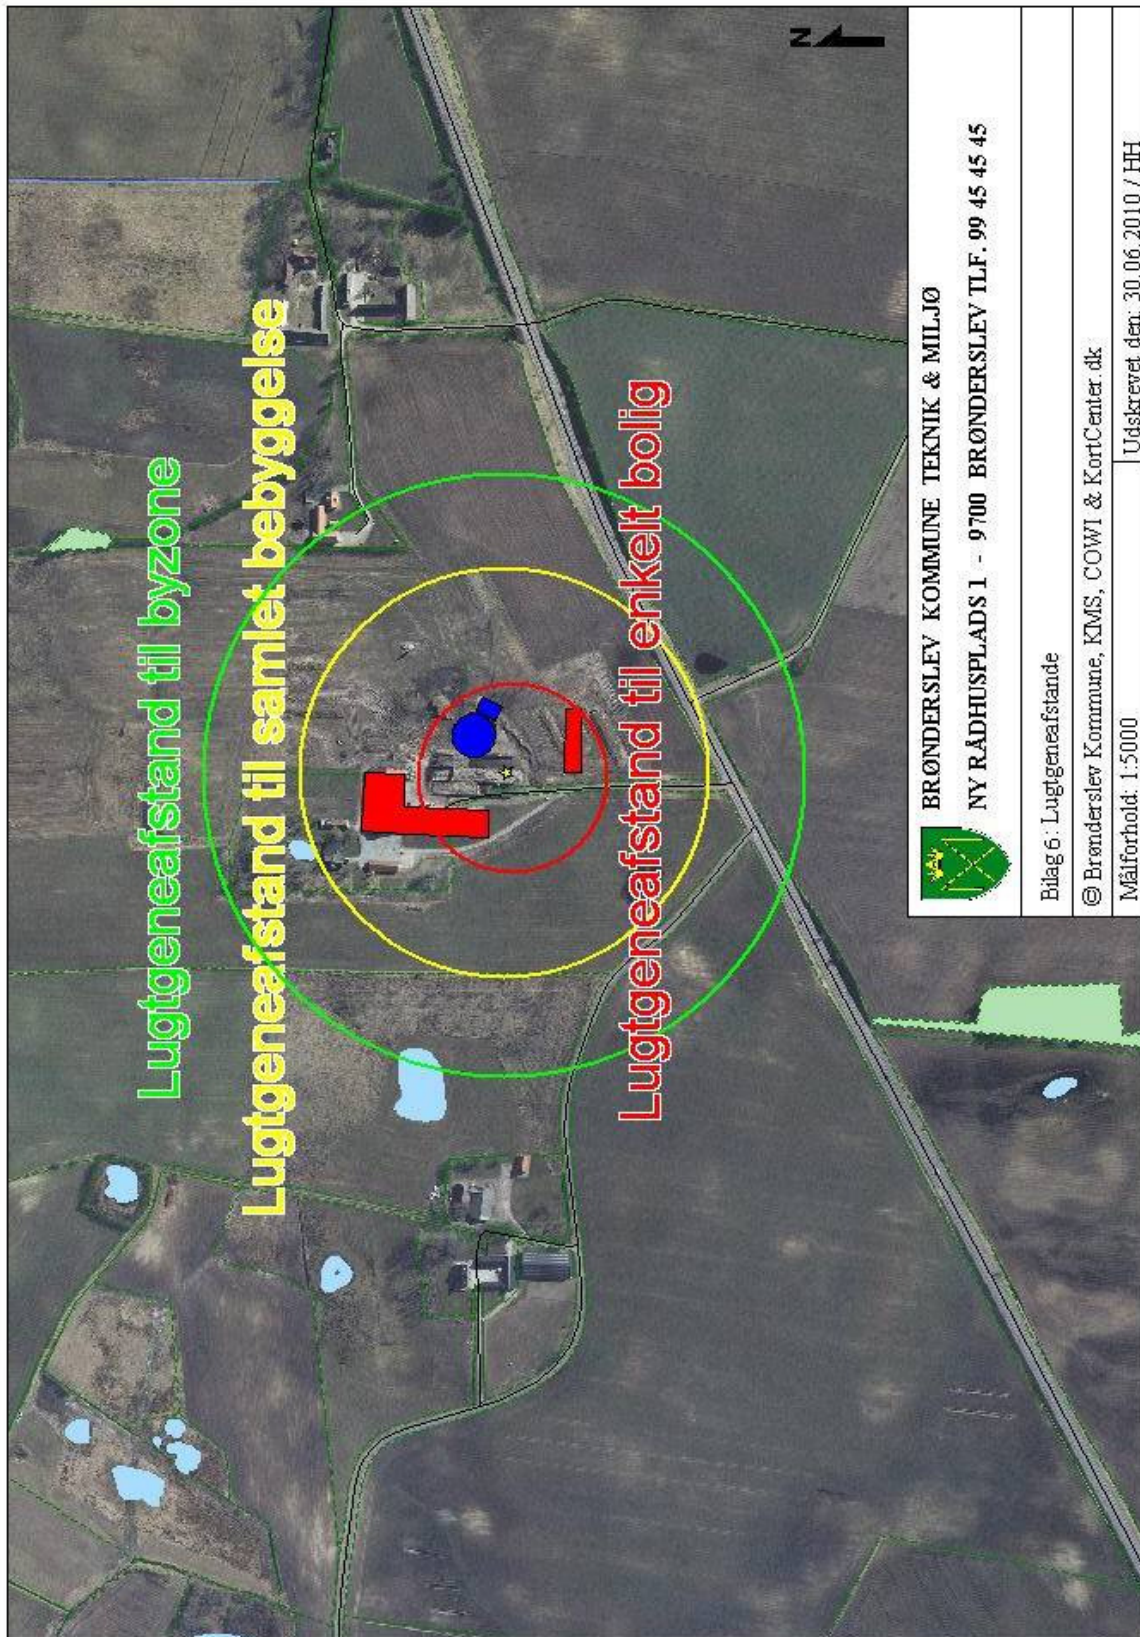 Lugtgeneafstand til byzone
Lugtgeneafstand til samlet bebyggelse
Lugtgeneafstand til enkelt bolig
N
BRØNDERSLEV KOMMUNE TEKNIK & MILJØ
NY RÅDHUSPLADS 1 - 9700 BRØNDERSLEV TLF. 99 45 45 45
Bilag 6: Lugtgeneafstande
© Brønderslev Kommune, KMS, COWI & KortCenter.dk
Målforhold: 1:5000
Udskrevet den: 30.06.2010 / HH